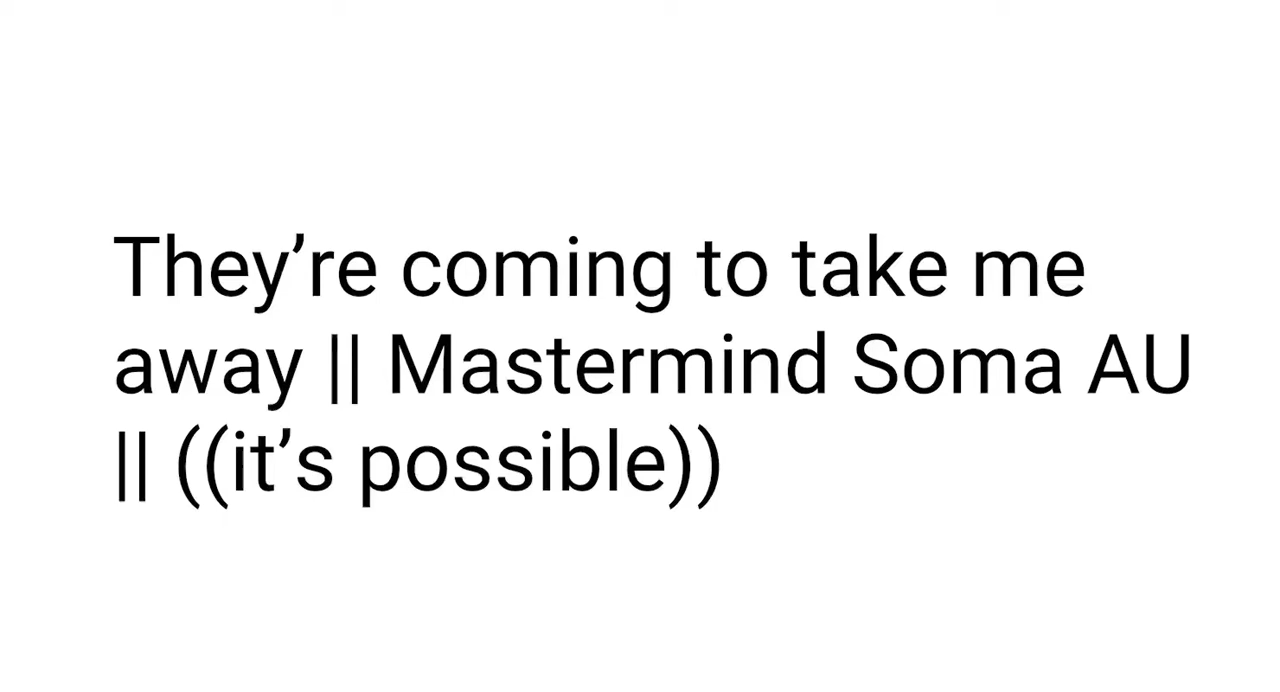 They’re coming to take me
away || Mastermind Soma AU
|| ((it’s possible))